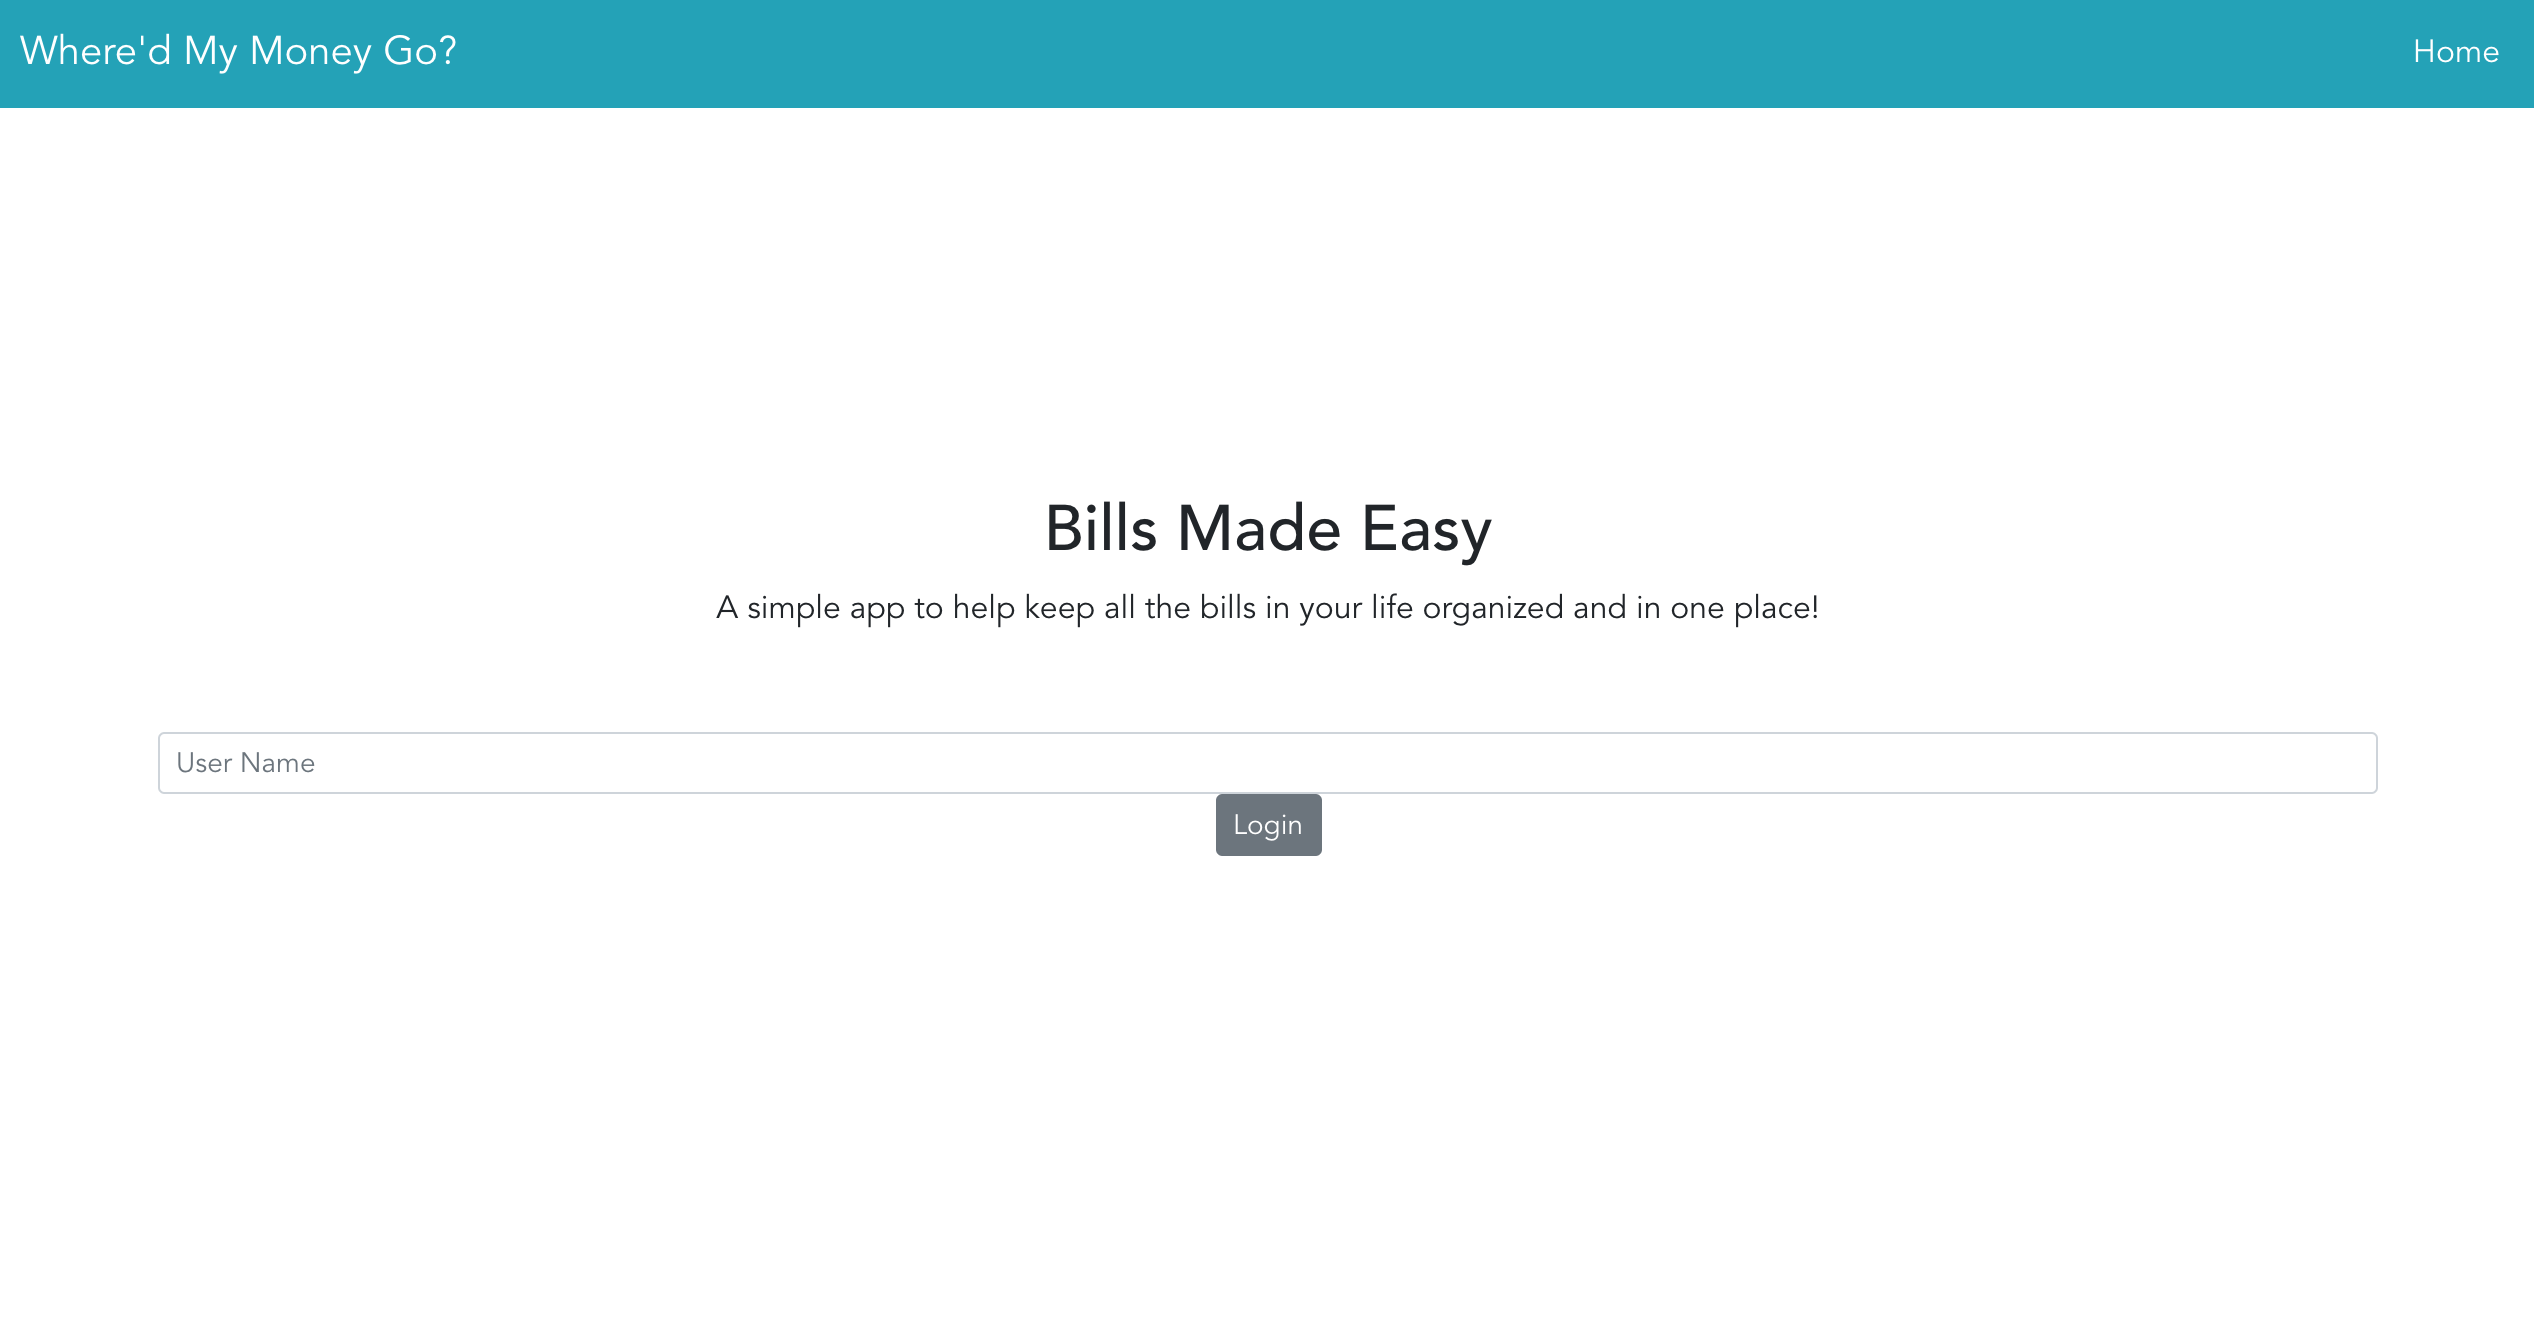 Where'd My Money Go?
Home
Bills Made Easy
A simple app to help keep all the bills in your life organized and in one place!
User Name
Login